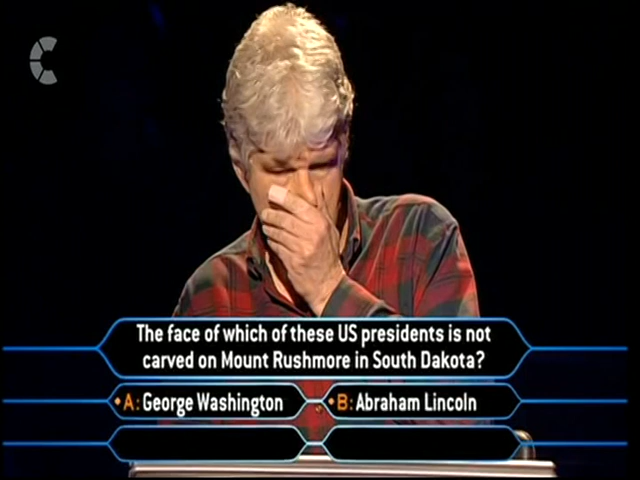 The face of which of these US presidents is not
carved on Mount Rushmore in South Dakota?
A: George Washington
B: Abraham Lincoln